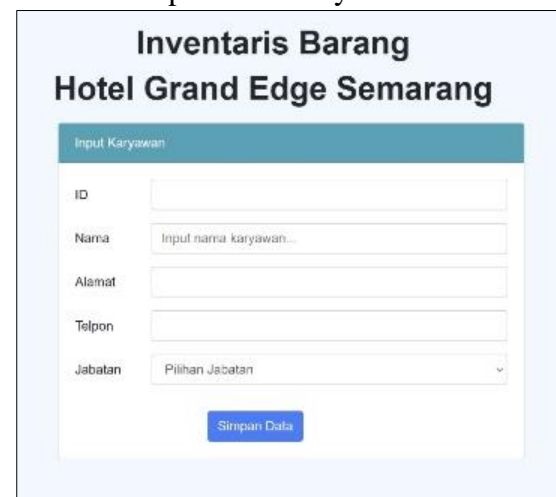 Inventaris Barang
Hotel Grand Edge Semarang
Input Karyawan
ID
Nama Input nama karyawan...
Alamat
Telpon
Jabatan Pilihan Jabatan
Simpan Data